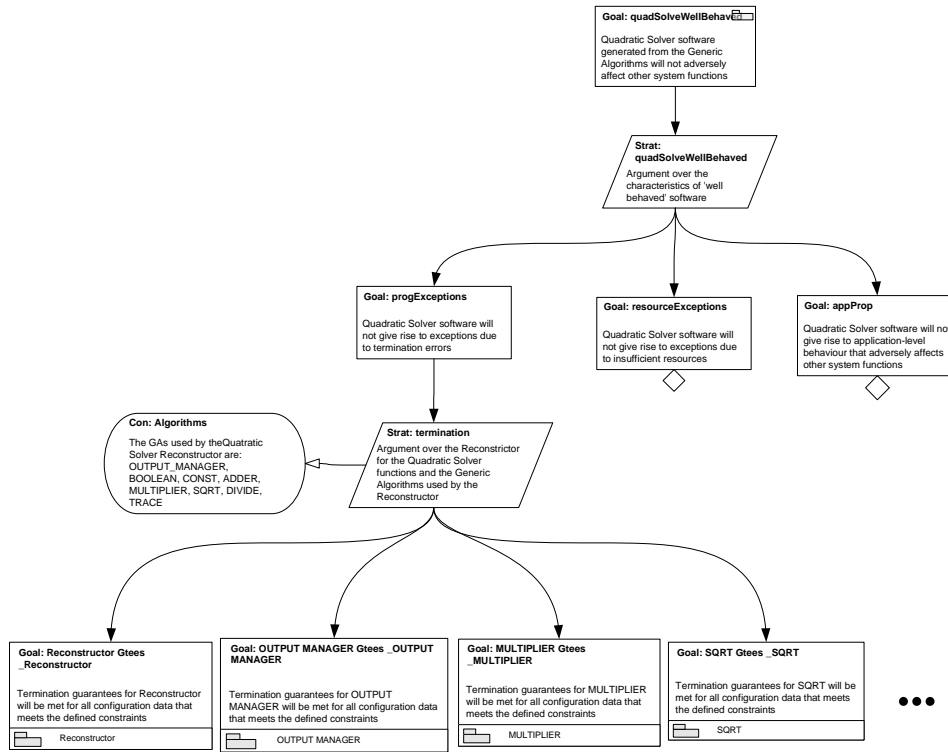 Goal: quadSolveWellBehaved
Quadratic Solver software
generated from the Generic
Algorithms will not adversely
affect other system functions
Strat:
quadSolveWellBehaved
Argument over the
characteristics of 'well
behaved' software
Goal: progExceptions
Quadratic Solver software will
not give rise to exceptions due
to termination errors
Goal: resourceExceptions
Quadratic Solver software will
not give rise to exceptions due
to insufficient resources
Goal: appProp
Quadratic Solver software will no
give rise to application-level
behaviour that adversely affects
other system functions
Con: Algorithms
The GAs used by theQuatratic
Solver Reconstructor are:
OUTPUT_MANAGER,
BOOLEAN, CONST, ADDER,
MULTIPLIER, SQRT, DIVIDE,
TRACE
Strat: termination
Argument over the Reconstrictor
for the Quadratic Solver
functions and the Generic
Algorithms used by the
Reconstructor
Goal: Reconstructor Gtees
_Reconstructor
Termination guarantees for Reconstructor
will be met for all configuration data that
meets the defined constraints
Reconstructor
Goal: OUTPUT MANAGER Gtees _OUTPUT
MANAGER
Termination guarantees for OUTPUT
MANAGER will be met for all configuration data
that meets the defined constraints
OUTPUT MANAGER
Goal: MULTIPLIER Gtees
_MULTIPLIER
Termination guarantees for MULTIPLIER
will be met for all configuration data that
meets the defined constraints
MULTIPLIER
Goal: SQRT Gtees _SQRT
Termination guarantees for SQRT will be
met for all configuration data that meets
the defined constraints
SQRT
•••